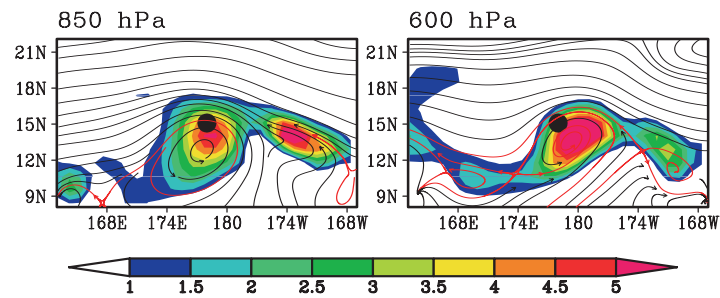 850 hPa 600 hPa
21N 21N
18N 18N
15N 15N
12N 12N
9N 9N
168E 174E 180 174W 168W 168E 174E 180 174W 168W
1 1.5 2 2.5 3 3.5 4 4.5 5